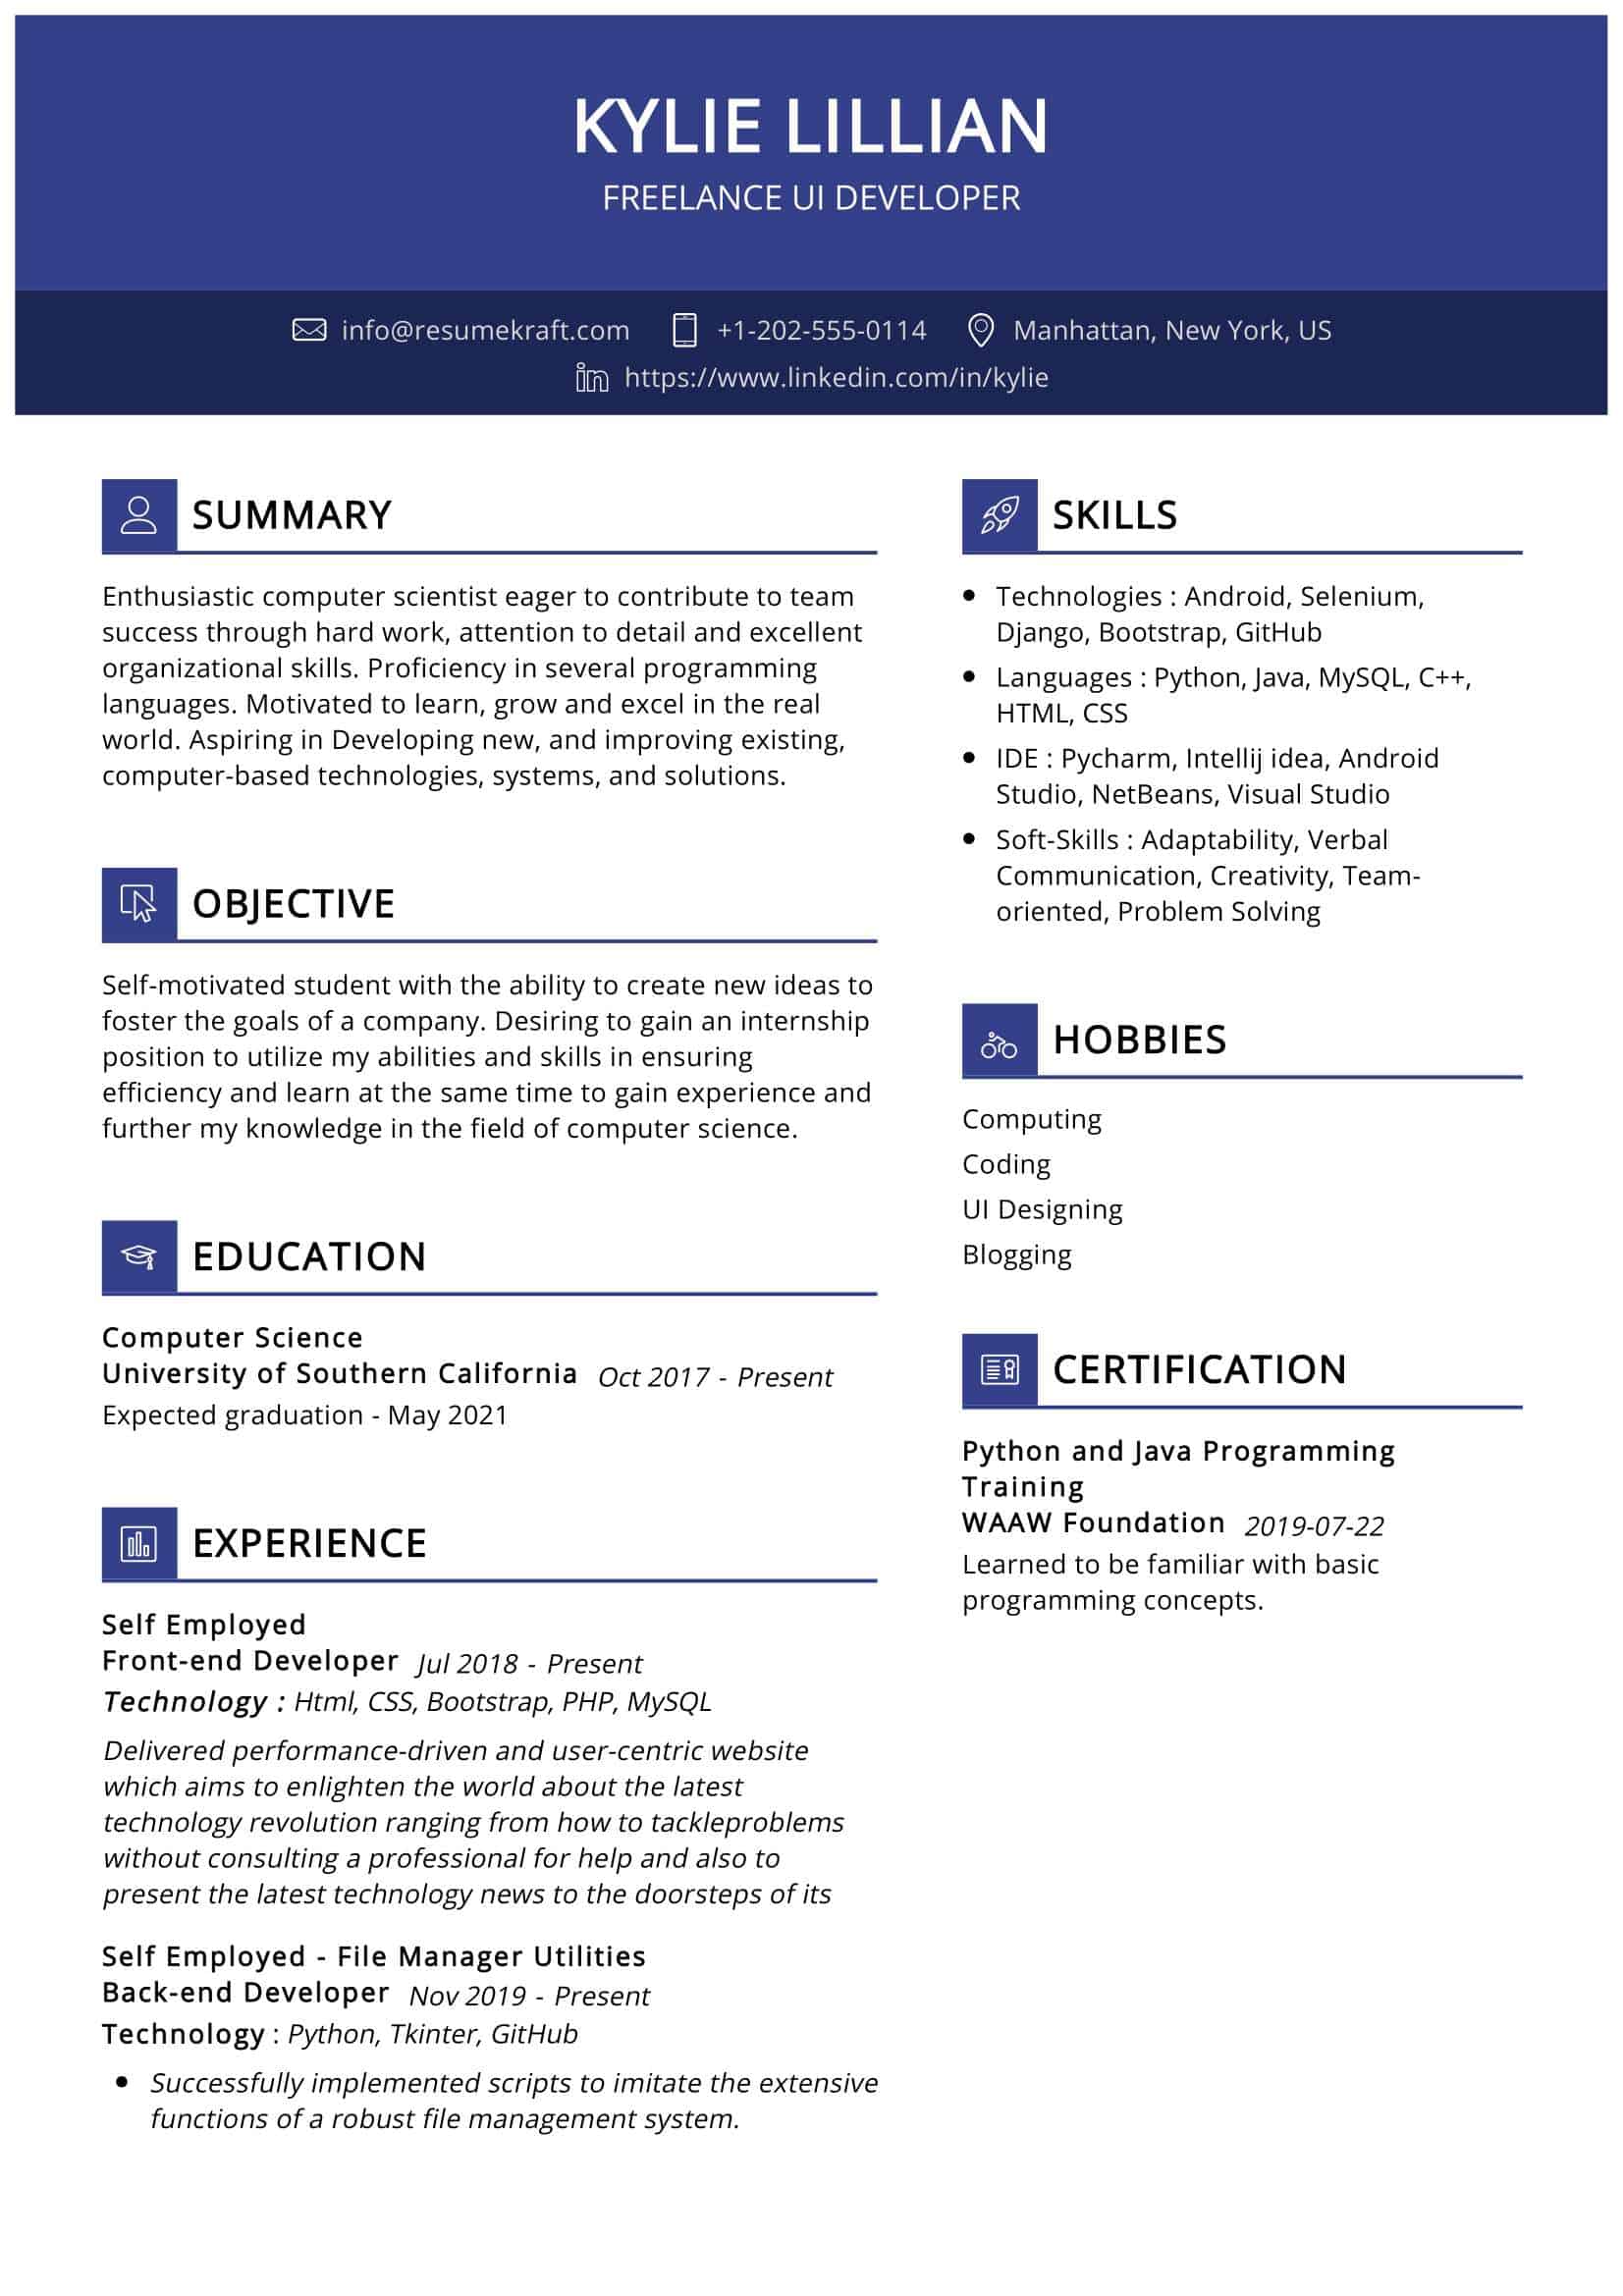 KYLIE LILLIAN
FREELANCE UI DEVELOPER
info@resumekraft.com +1-202-555-0114 Manhattan, New York, US
https://www.linkedin.com/in/kylie
SUMMARY
Enthusiastic computer scientist eager to contribute to team
success through hard work, attention to detail and excellent
organizational skills. Proficiency in several programming
languages. Motivated to learn, grow and excel in the real
world. Aspiring in Developing new, and improving existing,
computer-based technologies, systems, and solutions.
OBJECTIVE
Self-motivated student with the ability to create new ideas to
foster the goals of a company. Desiring to gain an internship
position to utilize my abilities and skills in ensuring
efficiency and learn at the same time to gain experience and
further my knowledge in the field of computer science.
EDUCATION
Computer Science
University of Southern California Oct 2017 - Present
Expected graduation - May 2021
EXPERIENCE
Self Employed
Front-end Developer Jul 2018 - Present
Technology : Html, CSS, Bootstrap, PHP, MySQL
Delivered performance-driven and user-centric website
which aims to enlighten the world about the latest
technology revolution ranging from how to tackleproblems
without consulting a professional for help and also to
present the latest technology news to the doorsteps of its
Self Employed - File Manager Utilities
Back-end Developer Nov 2019 - Present
Technology : Python, Tkinter, GitHub
• Successfully implemented scripts to imitate the extensive
functions of a robust file management system.
SKILLS
• Technologies : Android, Selenium,
Django, Bootstrap, GitHub
• Languages : Python, Java, MySQL, C++,
HTML, CSS
• IDE : Pycharm, Intellij idea, Android
Studio, NetBeans, Visual Studio
• Soft-Skills : Adaptability, Verbal
Communication, Creativity, Team-
oriented, Problem Solving
HOBBIES
Computing
Coding
UI Designing
Blogging
CERTIFICATION
Python and Java Programming
Training
WAAW Foundation 2019-07-22
Learned to be familiar with basic
programming concepts.